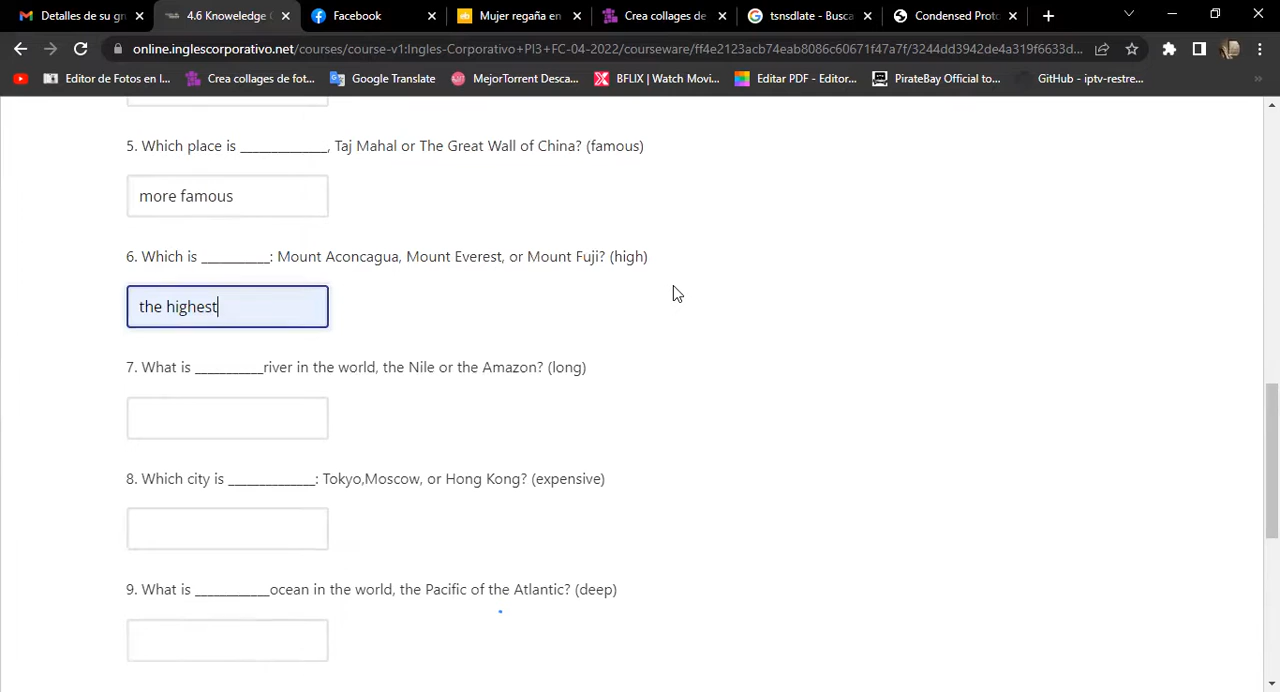 Detalles de su gr
4.6 Knoweledge C
Facebook
Mujer regaña en
Crea collages de
tsnsdlate - Busca
Condensed Proto
online.inglescorporativo.net/courses/course-v1:Ingles-Corporativo+PI3+FC-04-2022/courseware/ff4e2123acb74eab8086c60671f47a7f/3244dd3942de4a319f6633d...
Editor de Fotos en l...
Crea collages de fot...
Google Translate
MejorTorrent Desca...
BFLIX | Watch Movi...
Editar PDF - Editor...
PirateBay Official to...
GitHub - iptv-restre...
5. Which place is ______________, Taj Mahal or The Great Wall of China? (famous)
more famous
6. Which is ___________: Mount Aconcagua, Mount Everest, or Mount Fuji? (high)
the highest
7. What is ___________river in the world, the Nile or the Amazon? (long)
8. Which city is ______________: Tokyo,Moscow, or Hong Kong? (expensive)
9. What is ____________ocean in the world, the Pacific of the Atlantic? (deep)